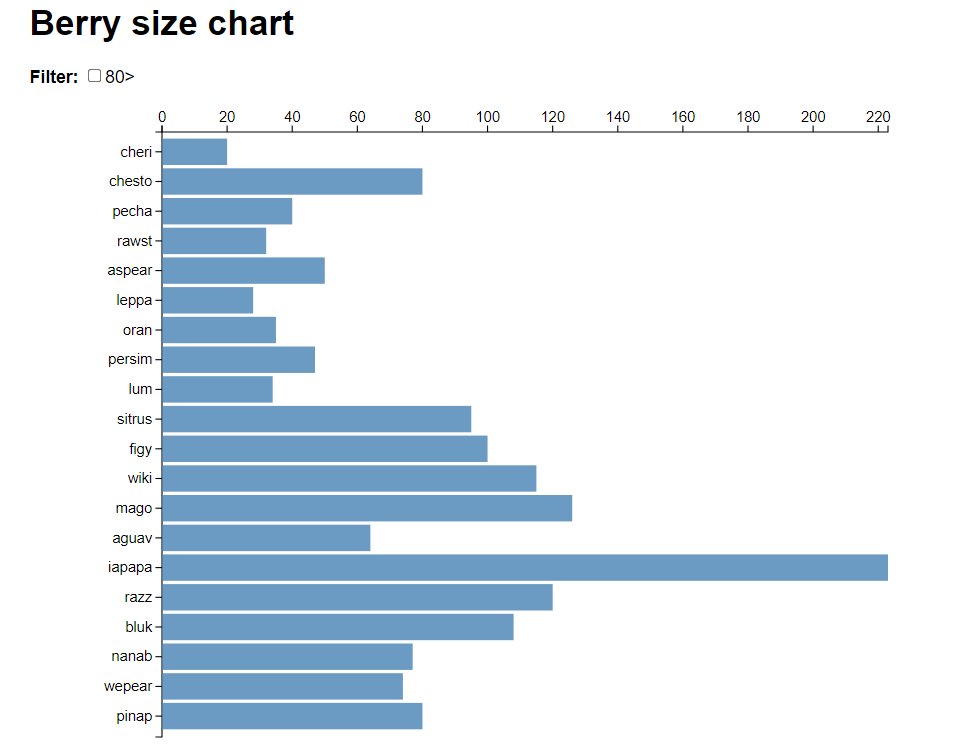 Berry size chart
Filter: 80>
0 20 40 60 80 100 120 140 160 180 200 220
cheri
chesto
pecha
rawst
aspear
leppa
oran
persim
lum
sitrus
figy
wiki
mago
aguav
iapapa
razz
bluk
nanab
wepear
pinap